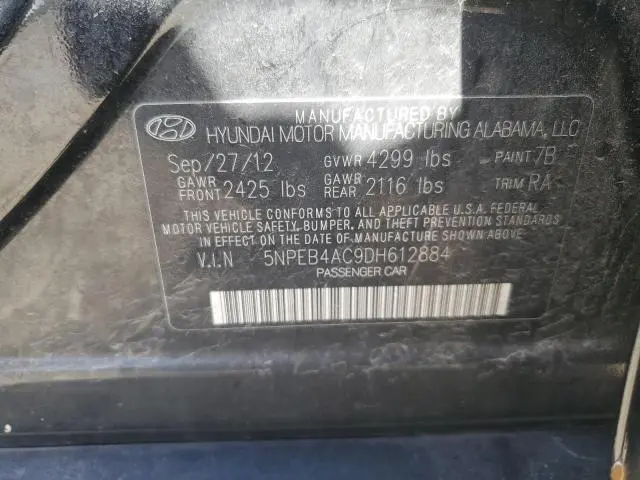 MANUFACTURED BY
HYUNDAI MOTOR MANUFACTURING ALABAMA, LLC
Sep/27/12 GVWR 4299 lbs PAINT 7B
GAWR FRONT 2425 lbs GAWR REAR 2116 lbs TRIM RA
THIS VEHICLE CONFORMS TO ALL APPLICABLE U.S.A. FEDERAL
MOTOR VEHICLE SAFETY, BUMPER, AND THEFT PREVENTION STANDARDS
IN EFFECT ON THE DATE OF MANUFACTURE SHOWN ABOVE.
V.I.N 5NPEB4AC9DH612884
PASSENGER CAR